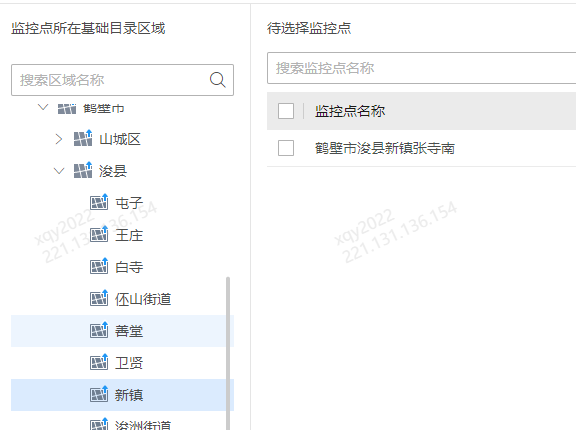 监控点所在基础目录区域
搜索区域名称
鹤壁市
山城区
浚县
屯子
王庄
白寺
伾山街道
善堂
卫贤
新镇
浚洲街道
待选择监控点
搜索监控点名称
监控点名称
鹤壁市浚县新镇张寺南
xqy2022
221.131.136.154
xqy2022
221.131.136.154